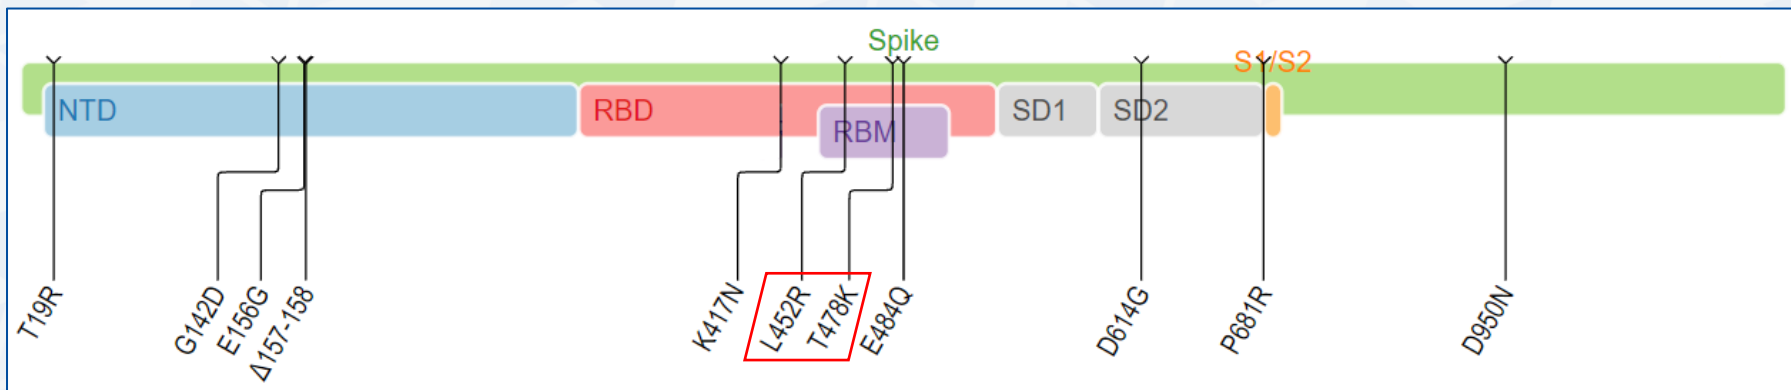 Spike
S1/S2
NTD
RBD
SD1
SD2
RBM
T19R
G142D
E156G
Δ157-158
K417N
L452R
T478K
E484Q
D614G
P681R
D950N